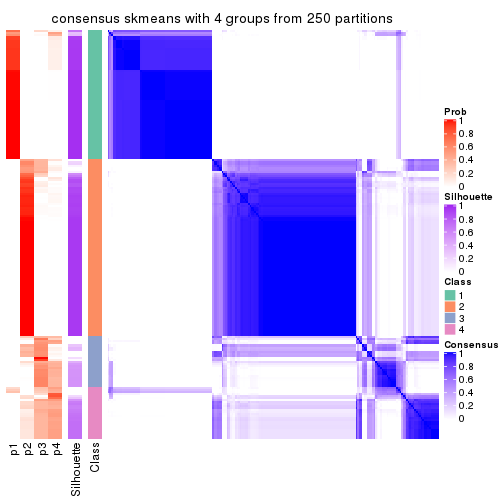 consensus skmeans with 4 groups from 250 partitions
Prob
1
0.8
0.6
0.4
0.2
0
Silhouette
1
0.8
0.6
0.4
0.2
0
Class
1
2
3
4
Consensus
1
0.8
0.6
0.4
0.2
0
p1
p2
p3
p4
Silhouette
Class